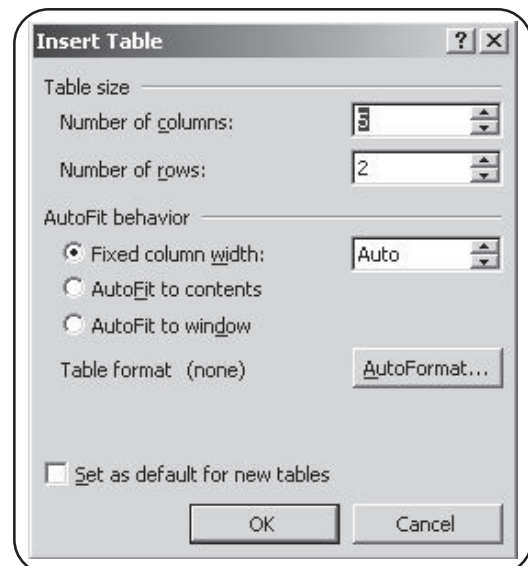 Insert Table ? ×
Table size
Number of columns: 5
Number of rows: 2
AutoFit behavior
Fixed column width: Auto
AutoFit to contents
AutoFit to window
Table format (none) AutoFormat...
Set as default for new tables
OK Cancel